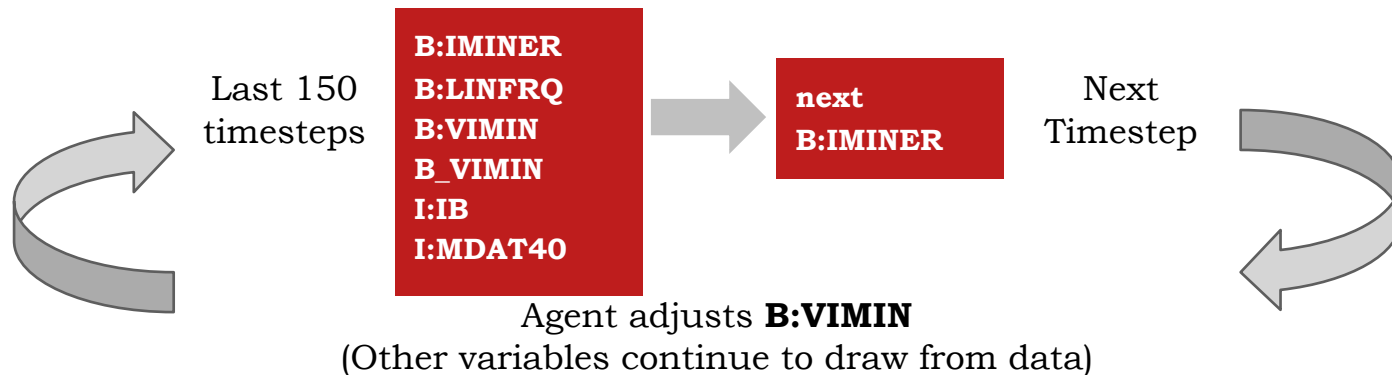 Last 150
timesteps
B:IMINER
B:LINFRQ
B:VIMIN
B_VIMIN
I:IB
I:MDAT40
next
B:IMINER
Next
Timestep
Agent adjusts B:VIMIN
(Other variables continue to draw from data)